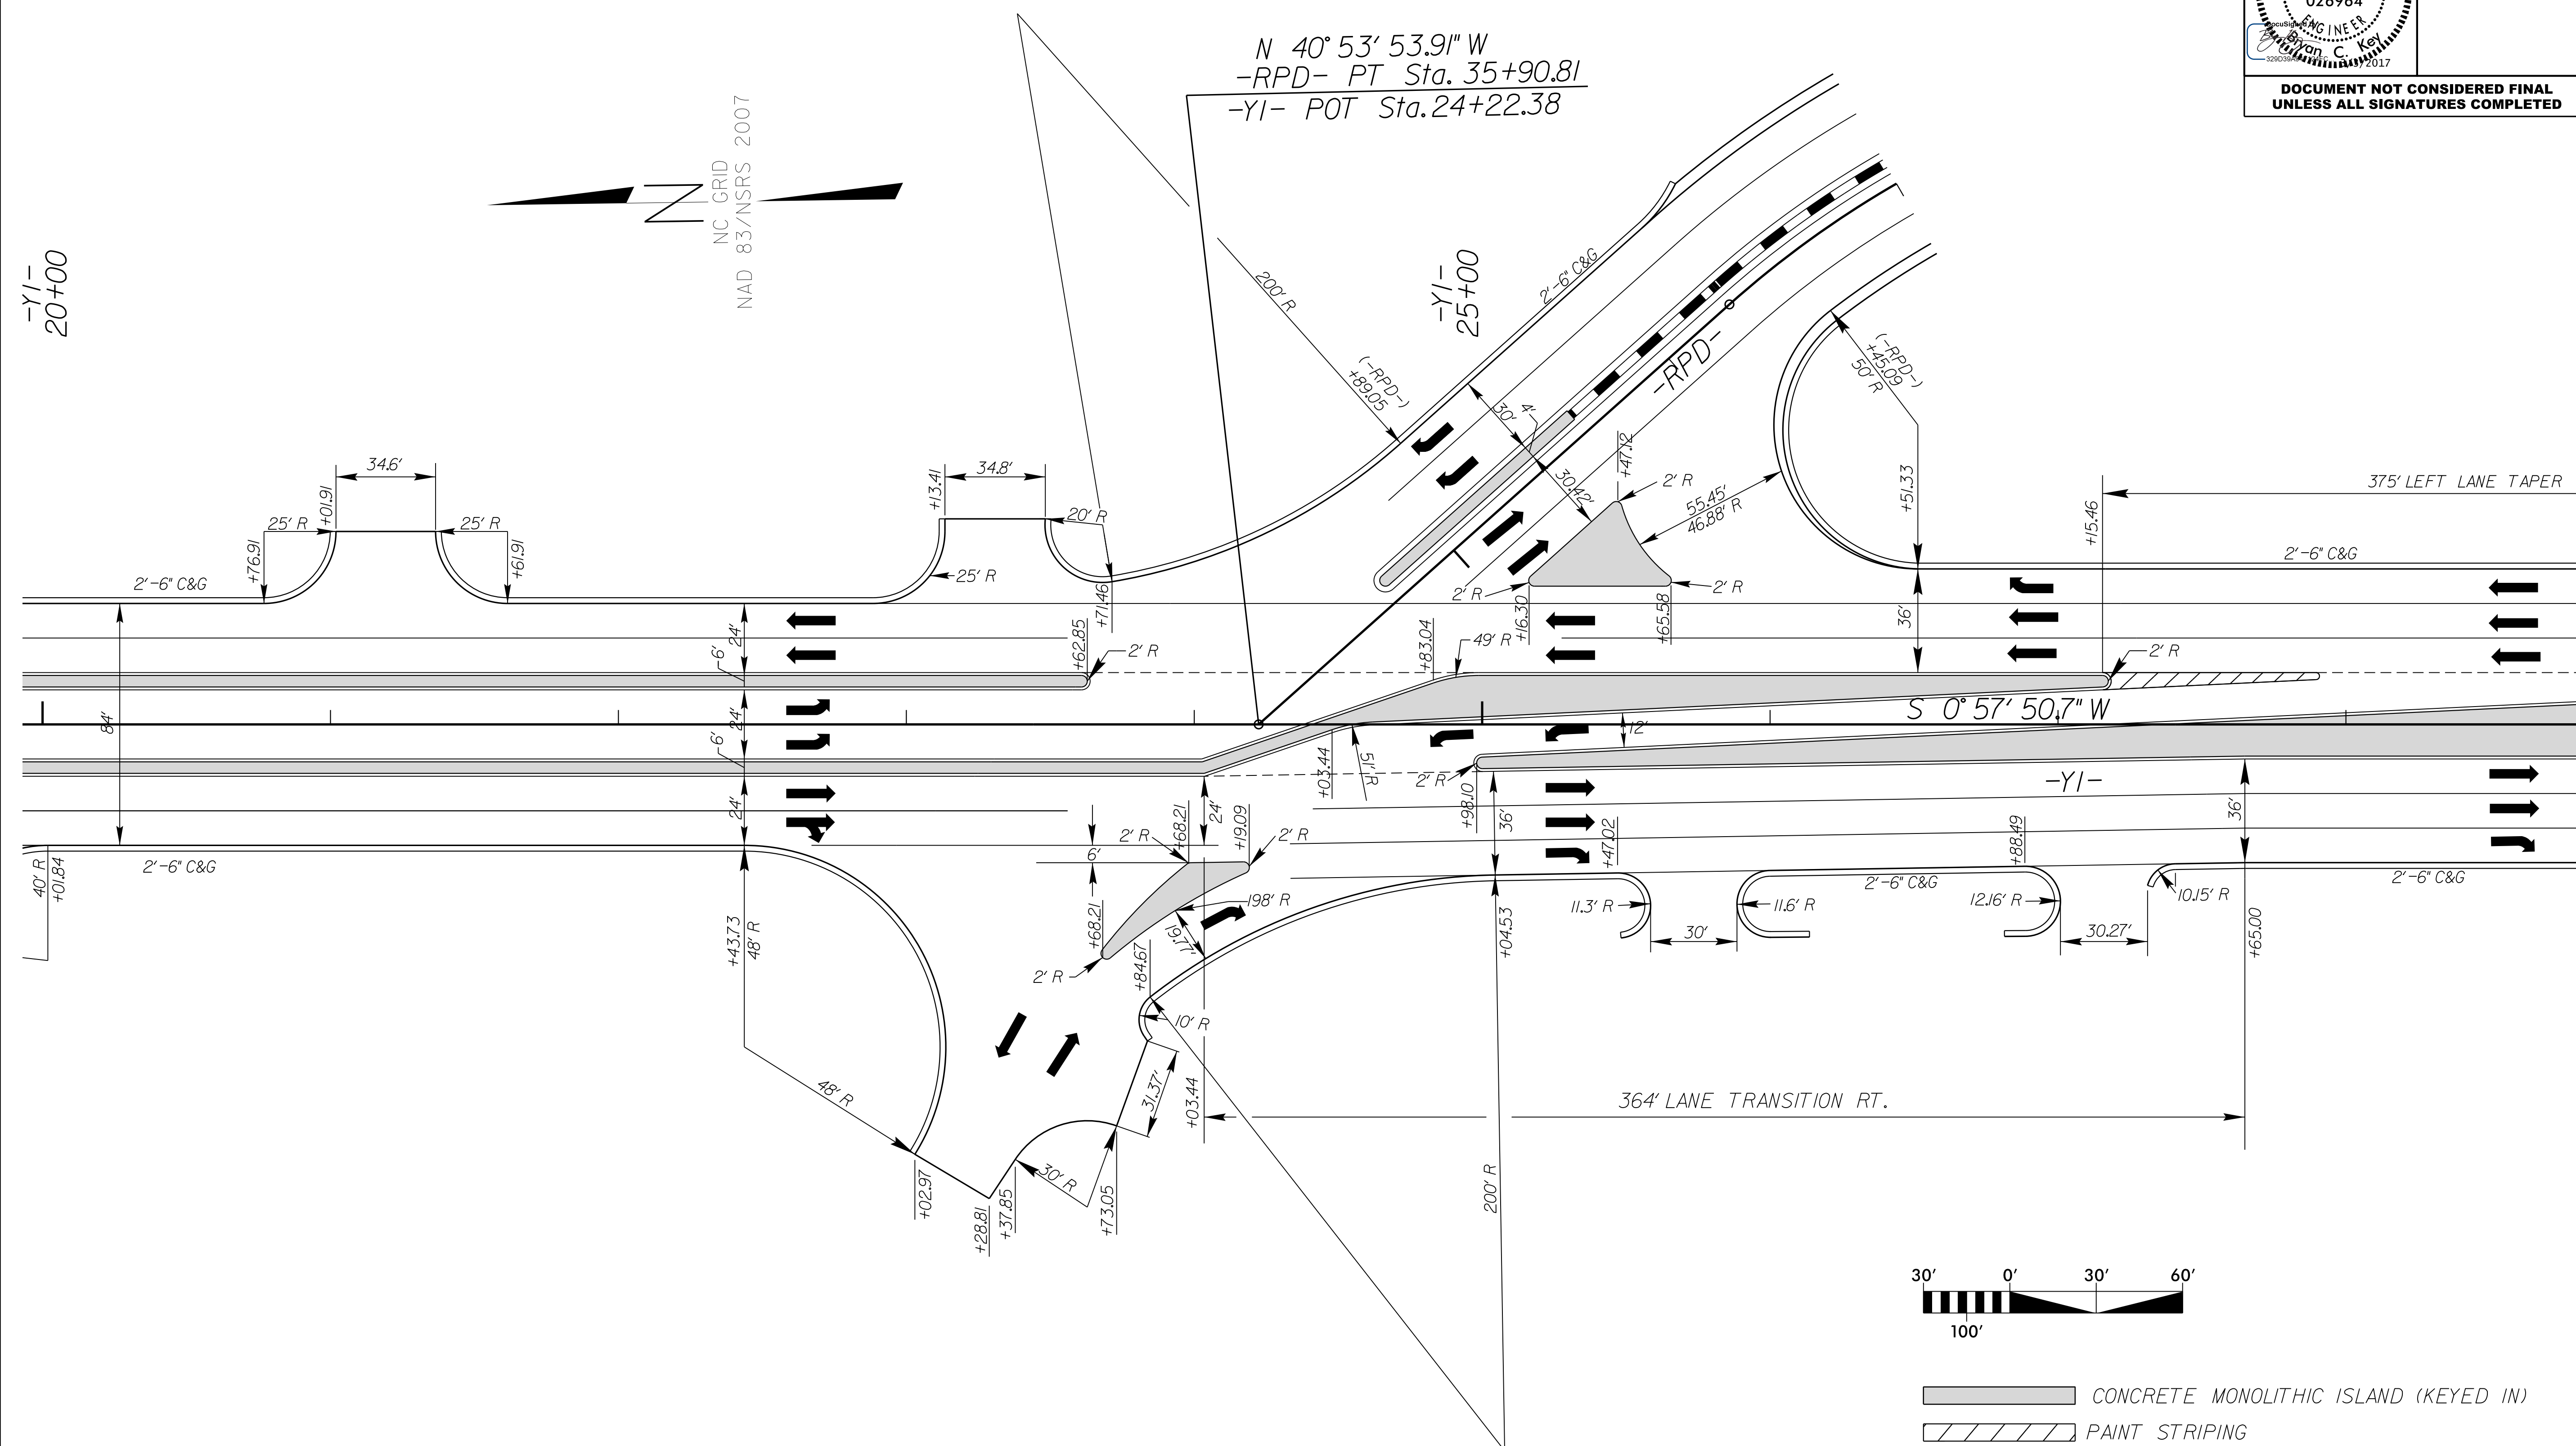 026964
ENGINEER
Bryan C. Key
2017
DOCUMENT NOT CONSIDERED FINAL
UNLESS ALL SIGNATURES COMPLETED
N 40° 53' 53.91" W
-RPD- PT Sta. 35+90.81
-Y1- POT Sta. 24+22.38
NC GRID
NAD 83/NSRS 2007
-Y1-
20+00
-Y1-
25+00
200' R
(-RPD-)
+89.05
2'-6" C&G
-RPD-
(-RPD-)
+45.09
50' R
30'
4'
30.42'
+47.12
2' R
55.45'
46.88' R
2' R
2' R
+16.30
+65.58
+51.33
+15.46
375' LEFT LANE TAPER
2'-6" C&G
36'
2' R
34.6'
25' R
+01.91
25' R
+76.91
+61.91
2'-6" C&G
+13.41
34.8'
20' R
25' R
+71.46
+62.85
2' R
+83.04
49' R
84'
24'
6'
24'
6'
24'
S 0° 57' 50.7" W
12'
+03.44
51' R
2' R
+98.10
36'
-Y1-
36'
40' R
+01.84
2'-6" C&G
6'
2' R
+68.21
24'
+19.09
2' R
+68.21
198' R
19.77'
2' R
+84.67
10' R
+43.73
48' R
48' R
31.37'
+03.44
30' R
+02.97
+28.81
+37.85
+73.05
+04.53
200' R
+47.02
11.3' R
30'
11.6' R
2'-6" C&G
+88.49
12.16' R
30.27'
10.15' R
+65.00
2'-6" C&G
364' LANE TRANSITION RT.
30' 0' 30' 60'
100'
CONCRETE MONOLITHIC ISLAND (KEYED IN)
PAINT STRIPING